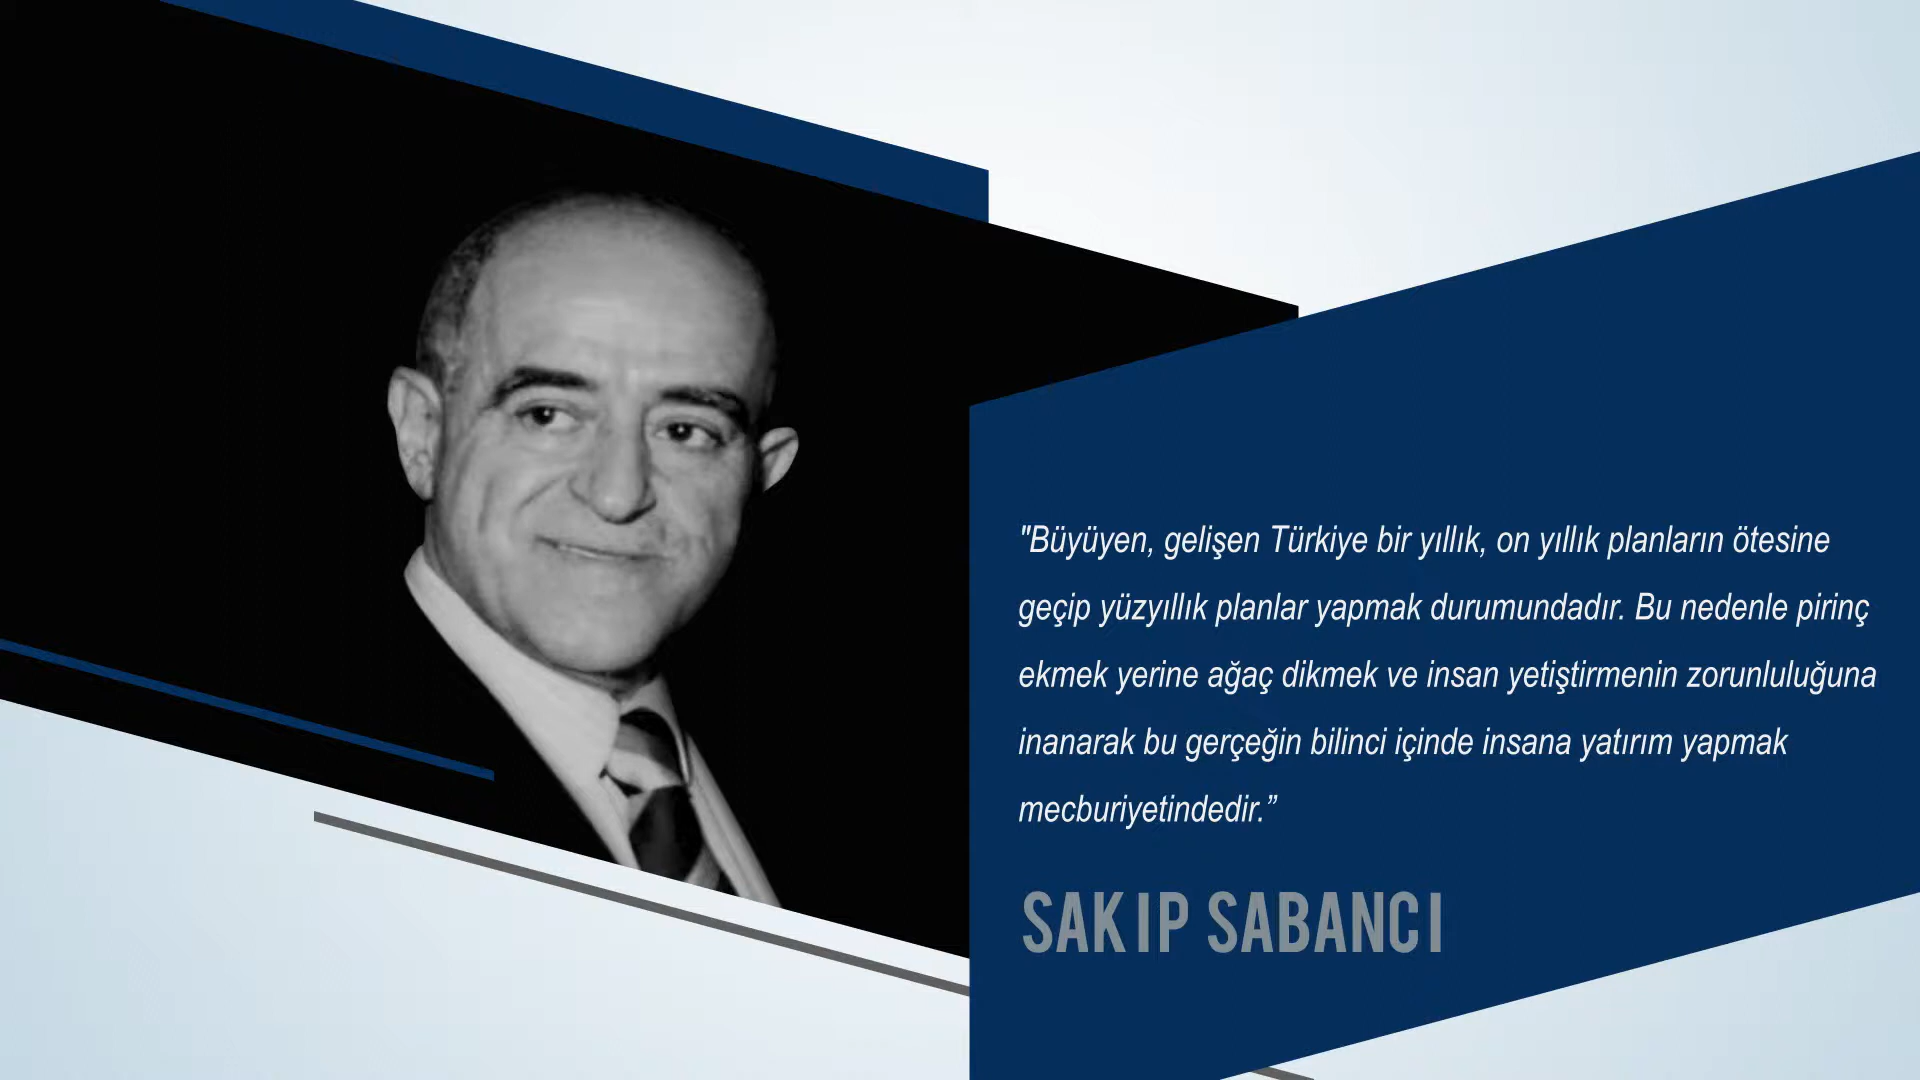 "Büyüyen, gelişen Türkiye bir yıllık, on yıllık planların ötesine
geçip yüzyıllık planlar yapmak durumundadır. Bu nedenle pirinç
ekmek yerine ağaç dikmek ve insan yetiştirmenin zorunluluğuna
inanarak bu gerçeğin bilinci içinde insana yatırım yapmak
mecburiyetindedir.”
SAKIP SABANCI